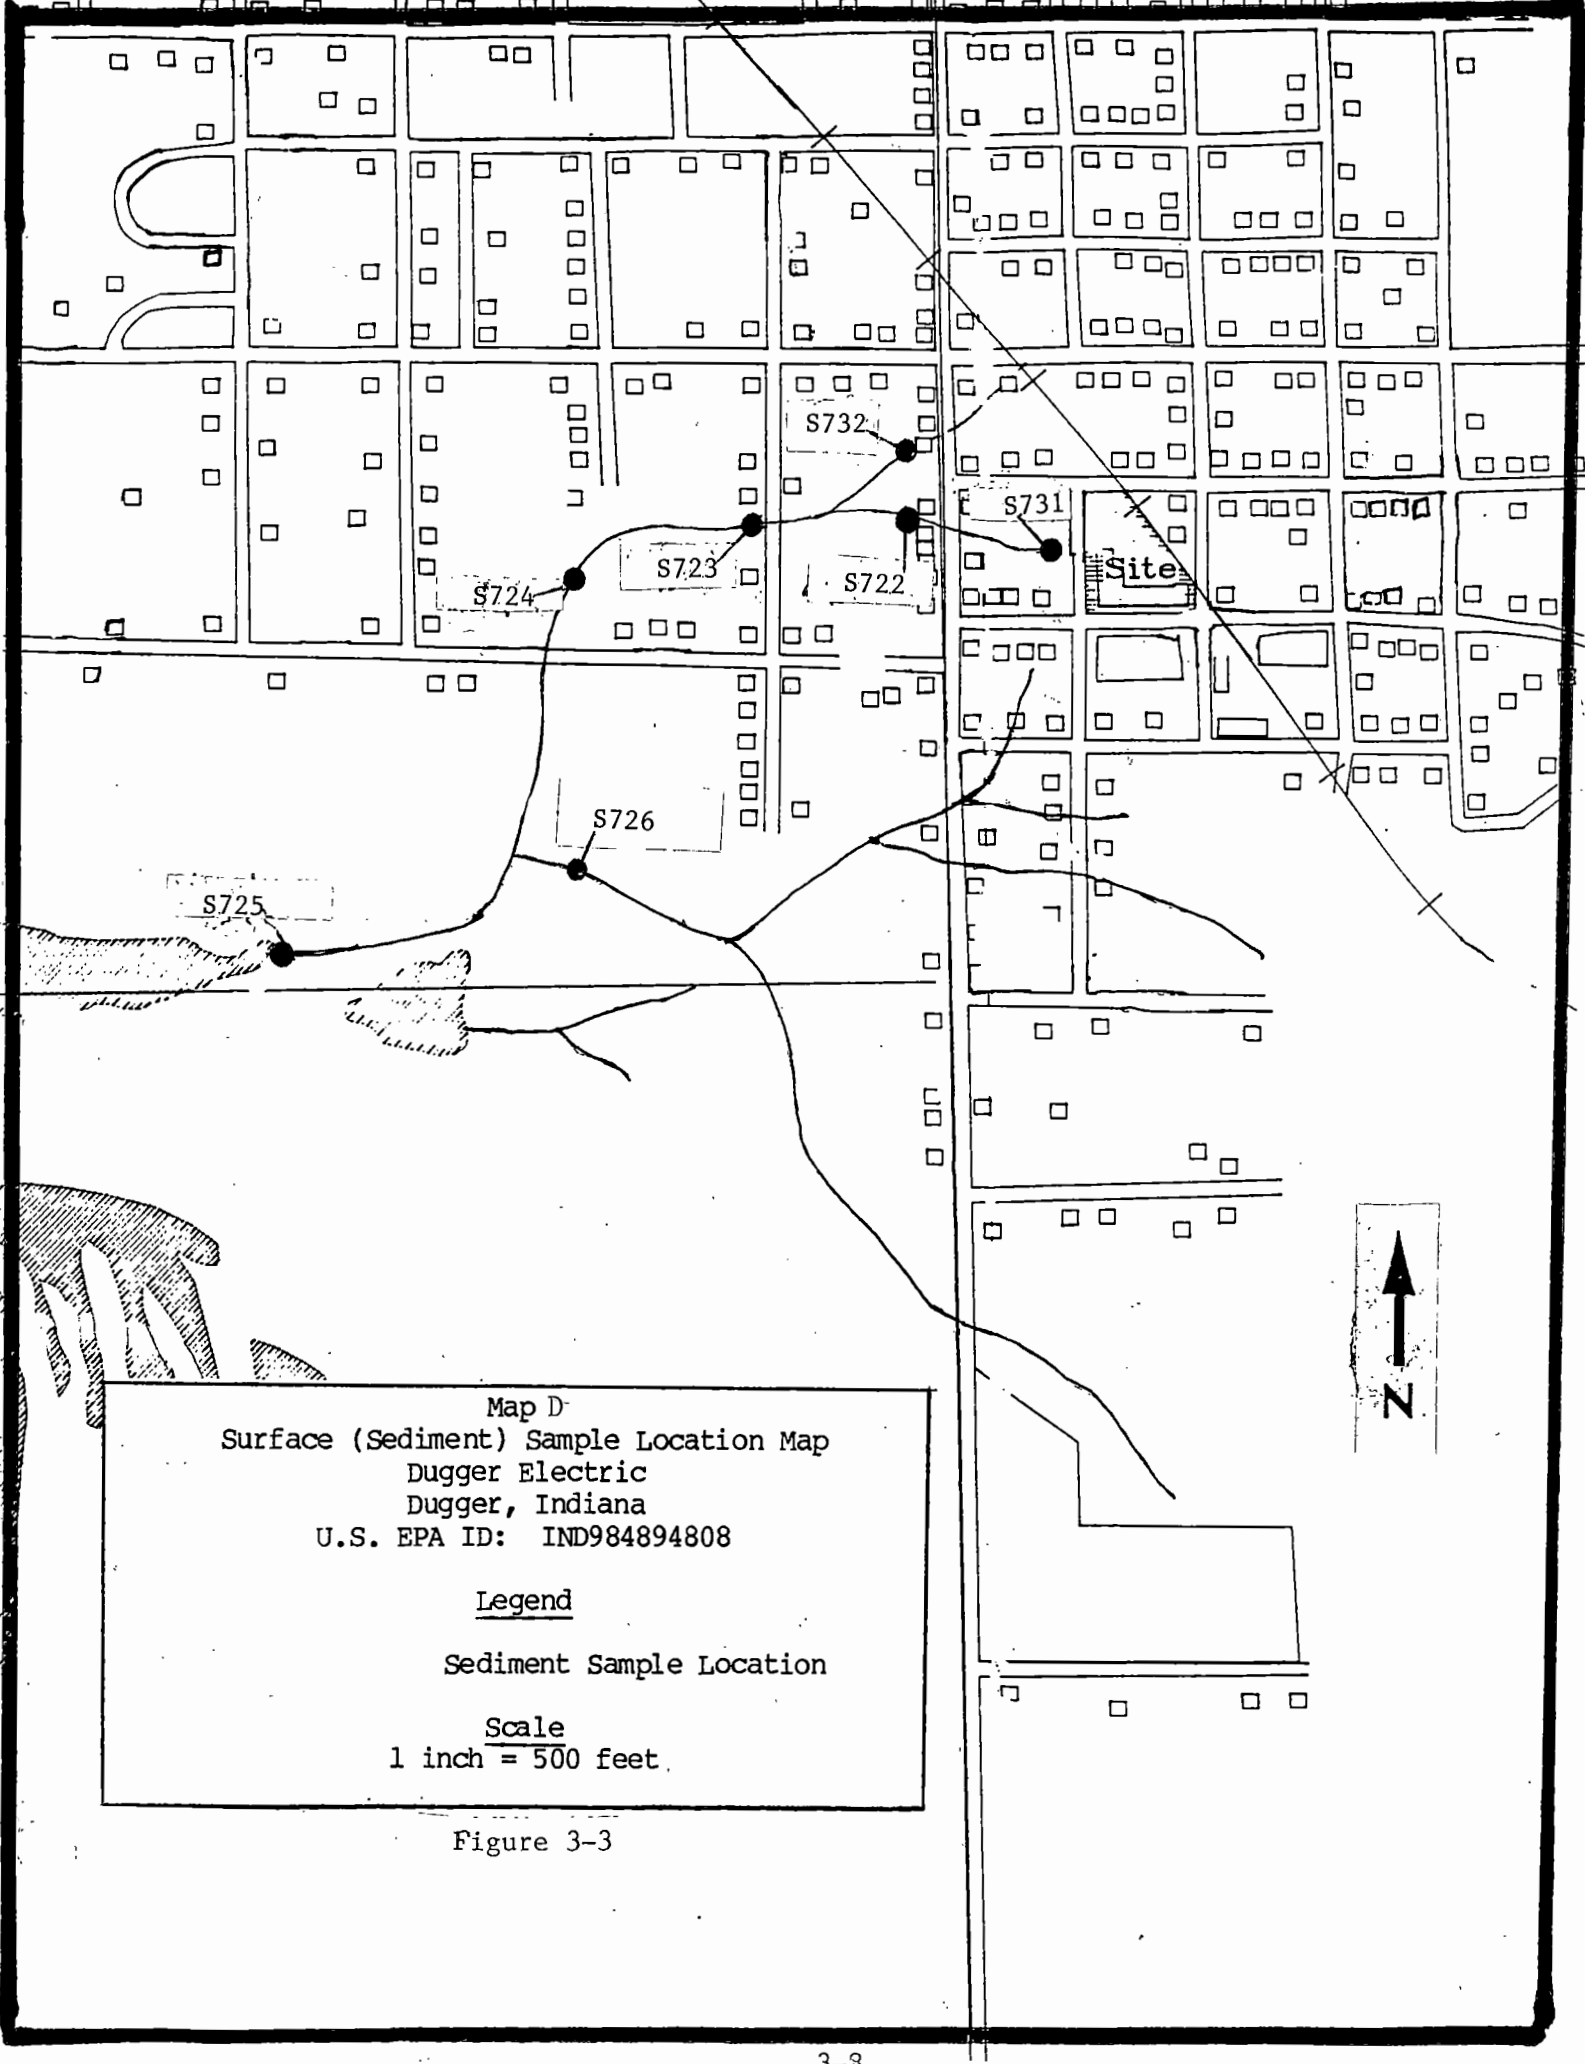 S732
S731
Site
S723
S722
S724
S726
S725
N
Map D
Surface (Sediment) Sample Location Map
Dugger Electric
Dugger, Indiana
U.S. EPA ID: IND984894808
Legend
Sediment Sample Location
Scale
1 inch = 500 feet
Figure 3-3